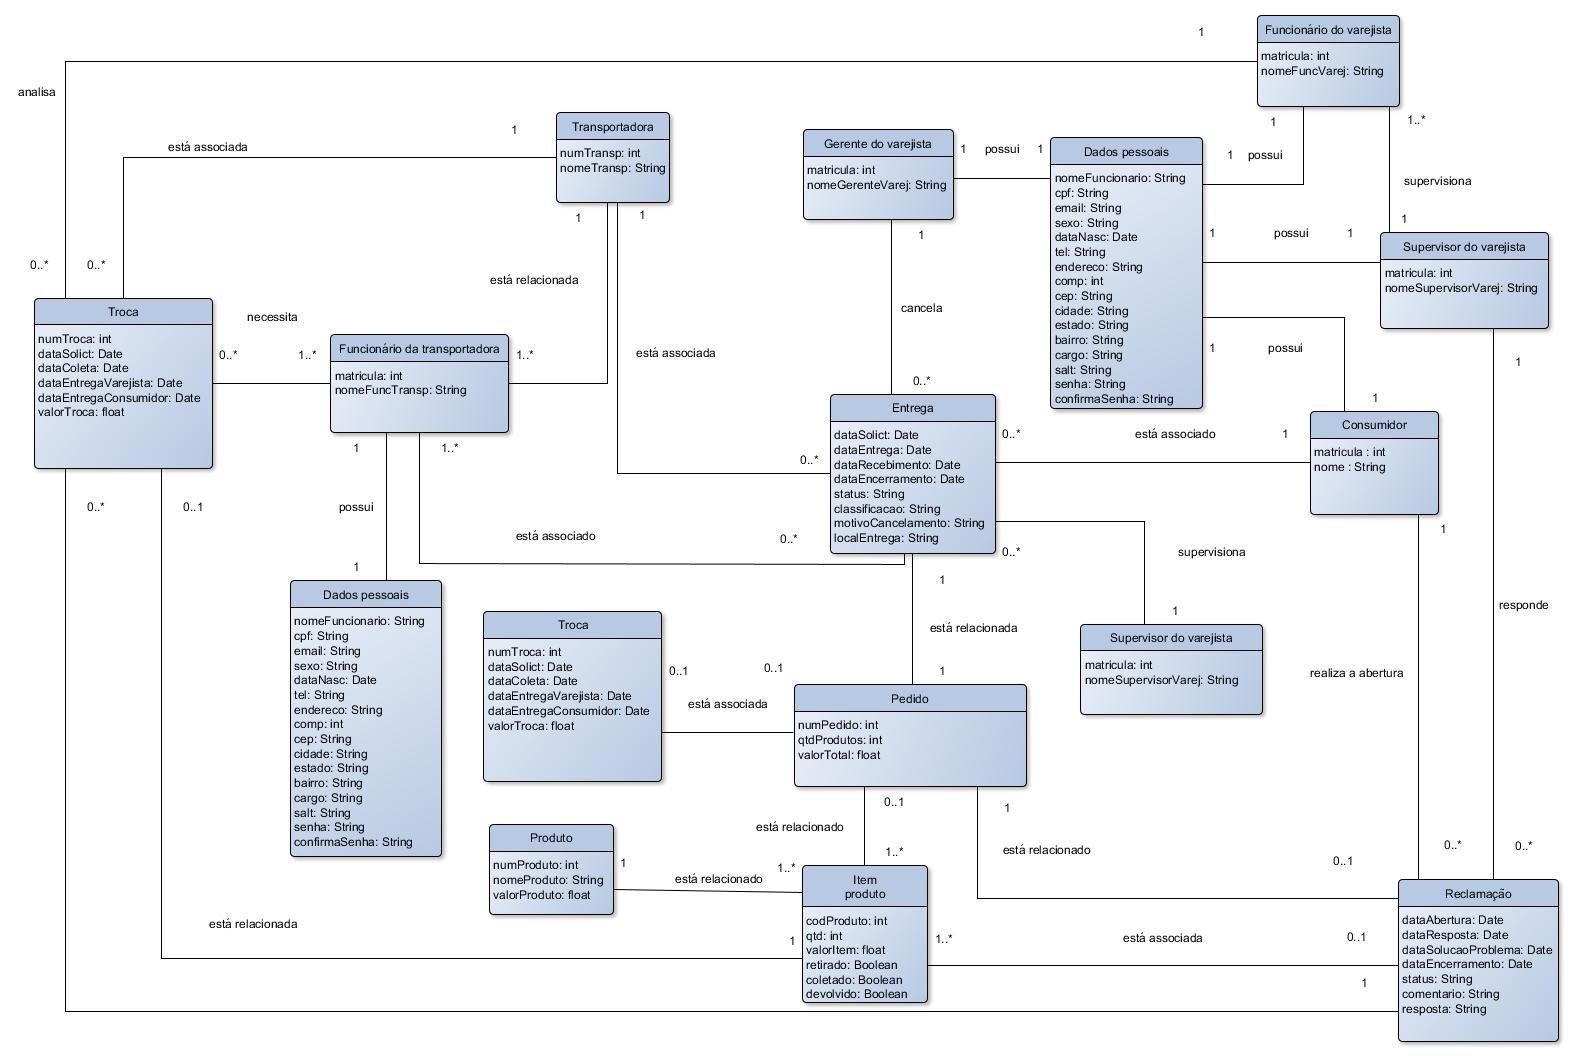 Funcionário do varejista
matricula: int
nomeFuncVarej: String
1
analisa
1..*
1
supervisiona
1
possui
1
Transportadora
numTransp: int
nomeTransp: String
1
está associada
1
1
Gerente do varejista
matricula: int
nomeGerenteVarej: String
1
possui
1
1
Dados pessoais
nomeFuncionario: String
cpf: String
email: String
sexo: String
dataNasc: Date
tel: String
endereco: String
comp: int
cep: String
cidade: String
estado: String
bairro: String
cargo: String
salt: String
senha: String
confirmaSenha: String
1
possui
1
Supervisor do varejista
matricula: int
nomeSupervisorVarej: String
1
1
possui
1
0..*
0..*
está relacionada
cancela
está associada
Troca
numTroca: int
dataSolict: Date
dataColeta: Date
dataEntregaVarejista: Date
dataEntregaConsumidor: Date
valorTroca: float
necessita
0..*
1..*
Funcionário da transportadora
matricula: int
nomeFuncTransp: String
1..*
1
1..*
0..*
Entrega
dataSolict: Date
dataEntrega: Date
dataRecebimento: Date
dataEncerramento: Date
status: String
classificacao: String
motivoCancelamento: String
localEntrega: String
0..*
0..*
está associado
1
Consumidor
matricula : int
nome : String
1
0..*
0..1
possui
1
está associado
0..*
0..*
supervisiona
1
1
está relacionada
1
responde
realiza a abertura
Dados pessoais
nomeFuncionario: String
cpf: String
email: String
sexo: String
dataNasc: Date
tel: String
endereco: String
comp: int
cep: String
cidade: String
estado: String
bairro: String
cargo: String
salt: String
senha: String
confirmaSenha: String
Troca
numTroca: int
dataSolict: Date
dataColeta: Date
dataEntregaVarejista: Date
dataEntregaConsumidor: Date
valorTroca: float
0..1
0..1
está associada
Supervisor do varejista
matricula: int
nomeSupervisorVarej: String
Pedido
numPedido: int
qtdProdutos: int
valorTotal: float
0..1
1
está relacionado
1..*
está relacionado
0..1
0..*
0..*
Produto
numProduto: int
nomeProduto: String
valorProduto: float
1
está relacionado
1..*
Item
produto
codProduto: int
qtd: int
valorItem: float
retirado: Boolean
coletado: Boolean
devolvido: Boolean
está relacionada
1
1..*
está associada
0..1
1
Reclamação
dataAbertura: Date
dataResposta: Date
dataSolucaoProblema: Date
dataEncerramento: Date
status: String
comentario: String
resposta: String